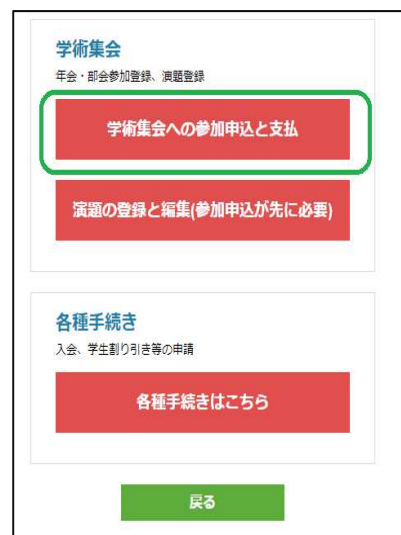 学術集会
年会・部会参加登録、演題登録
学術集会への参加申込と支払
演題の登録と編集(参加申込が先に必要)
各種手続き
入会、学生割り引き等の申請
各種手続きはこちら
戻る